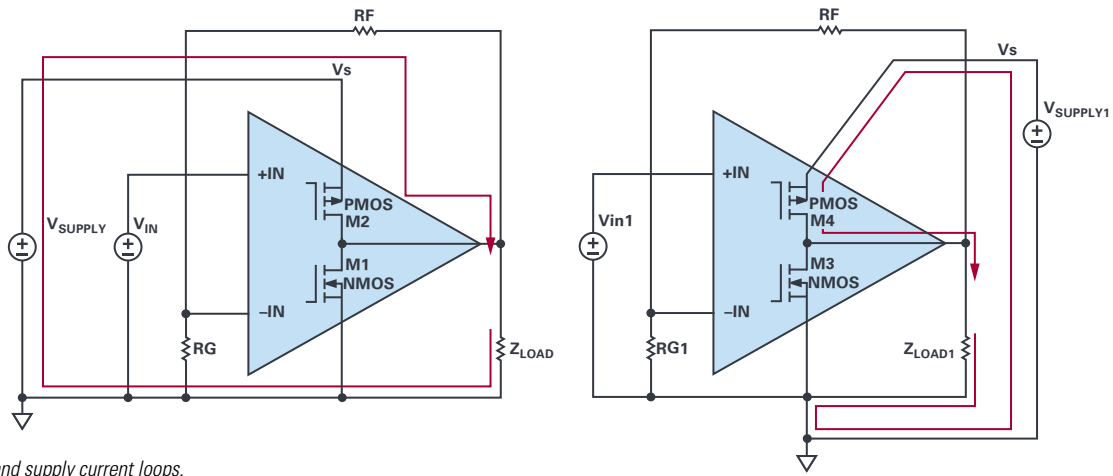 RF
Vs
+IN
PMOS
M2
VSUPPLY
VIN
M1
NMOS
−IN
RG
ZLOAD
RF
Vs
VSUPPLY1
+IN
PMOS
M4
Vin1
M3
NMOS
−IN
RG1
ZLOAD1
and supply current loops.